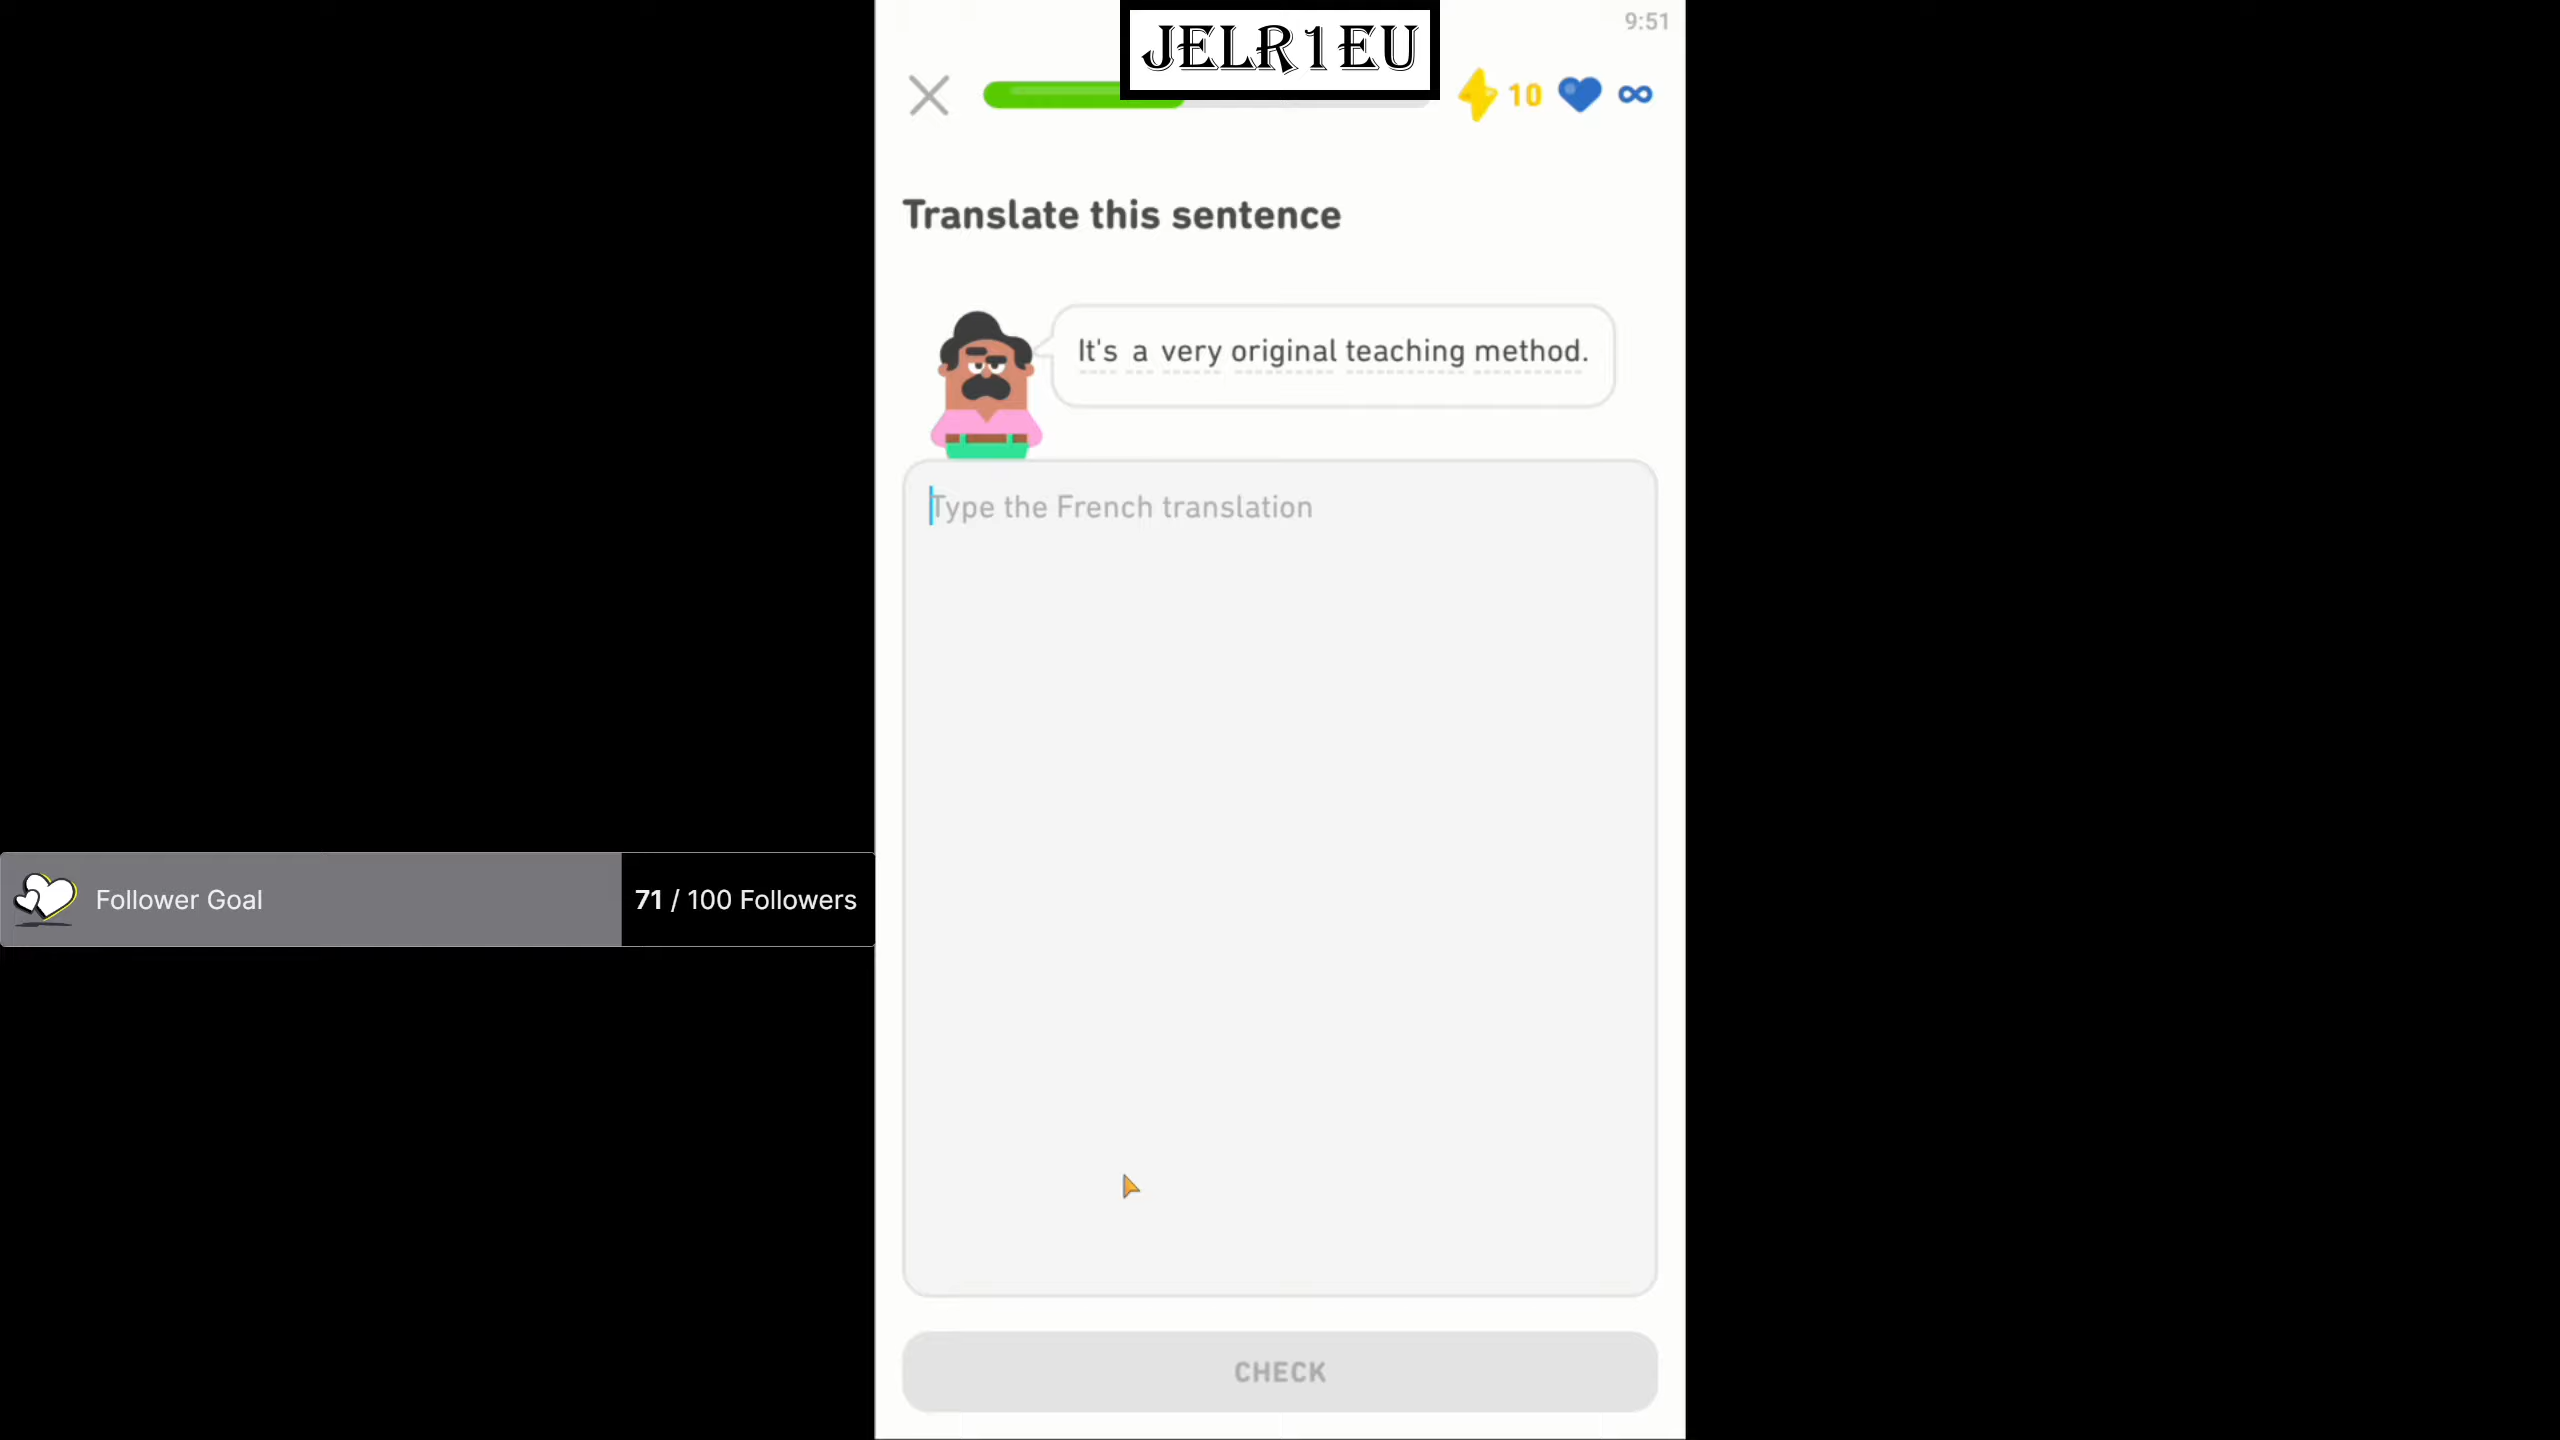 9:51
JELR1EU
10 ∞
Translate this sentence
It's a very original teaching method.
Type the French translation
Follower Goal 71 / 100 Followers
CHECK